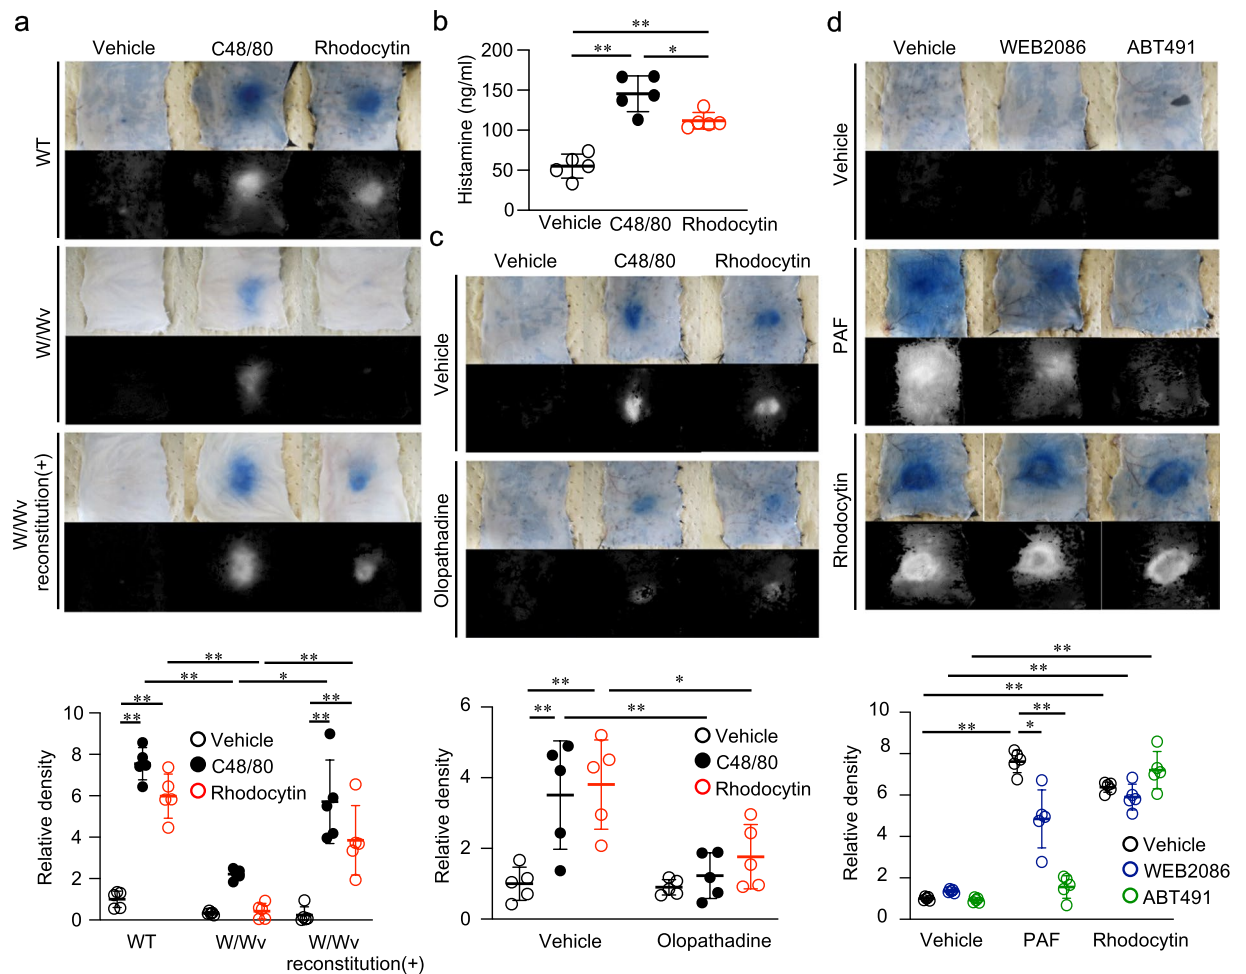 a
Vehicle C48/80 Rhodocytin
WT
W/Wv
W/Wv
reconstitution(+)
** **
** *
** **
** **
10
8
6
4
2
0
Relative density
Vehicle
C48/80
Rhodocytin
WT W/Wv W/Wv
reconstitution(+)
b
**
** *
200
150
100
50
0
Histamine (ng/ml)
Vehicle C48/80 Rhodocytin
c
Vehicle C48/80 Rhodocytin
Vehicle
Olopathadine
** *
** **
6
4
2
0
Relative density
Vehicle
C48/80
Rhodocytin
Vehicle Olopathadine
d
Vehicle WEB2086 ABT491
Vehicle
PAF
Rhodocytin
**
**
**
**
** *
10
8
6
4
2
0
Relative density
Vehicle
WEB2086
ABT491
Vehicle PAF Rhodocytin